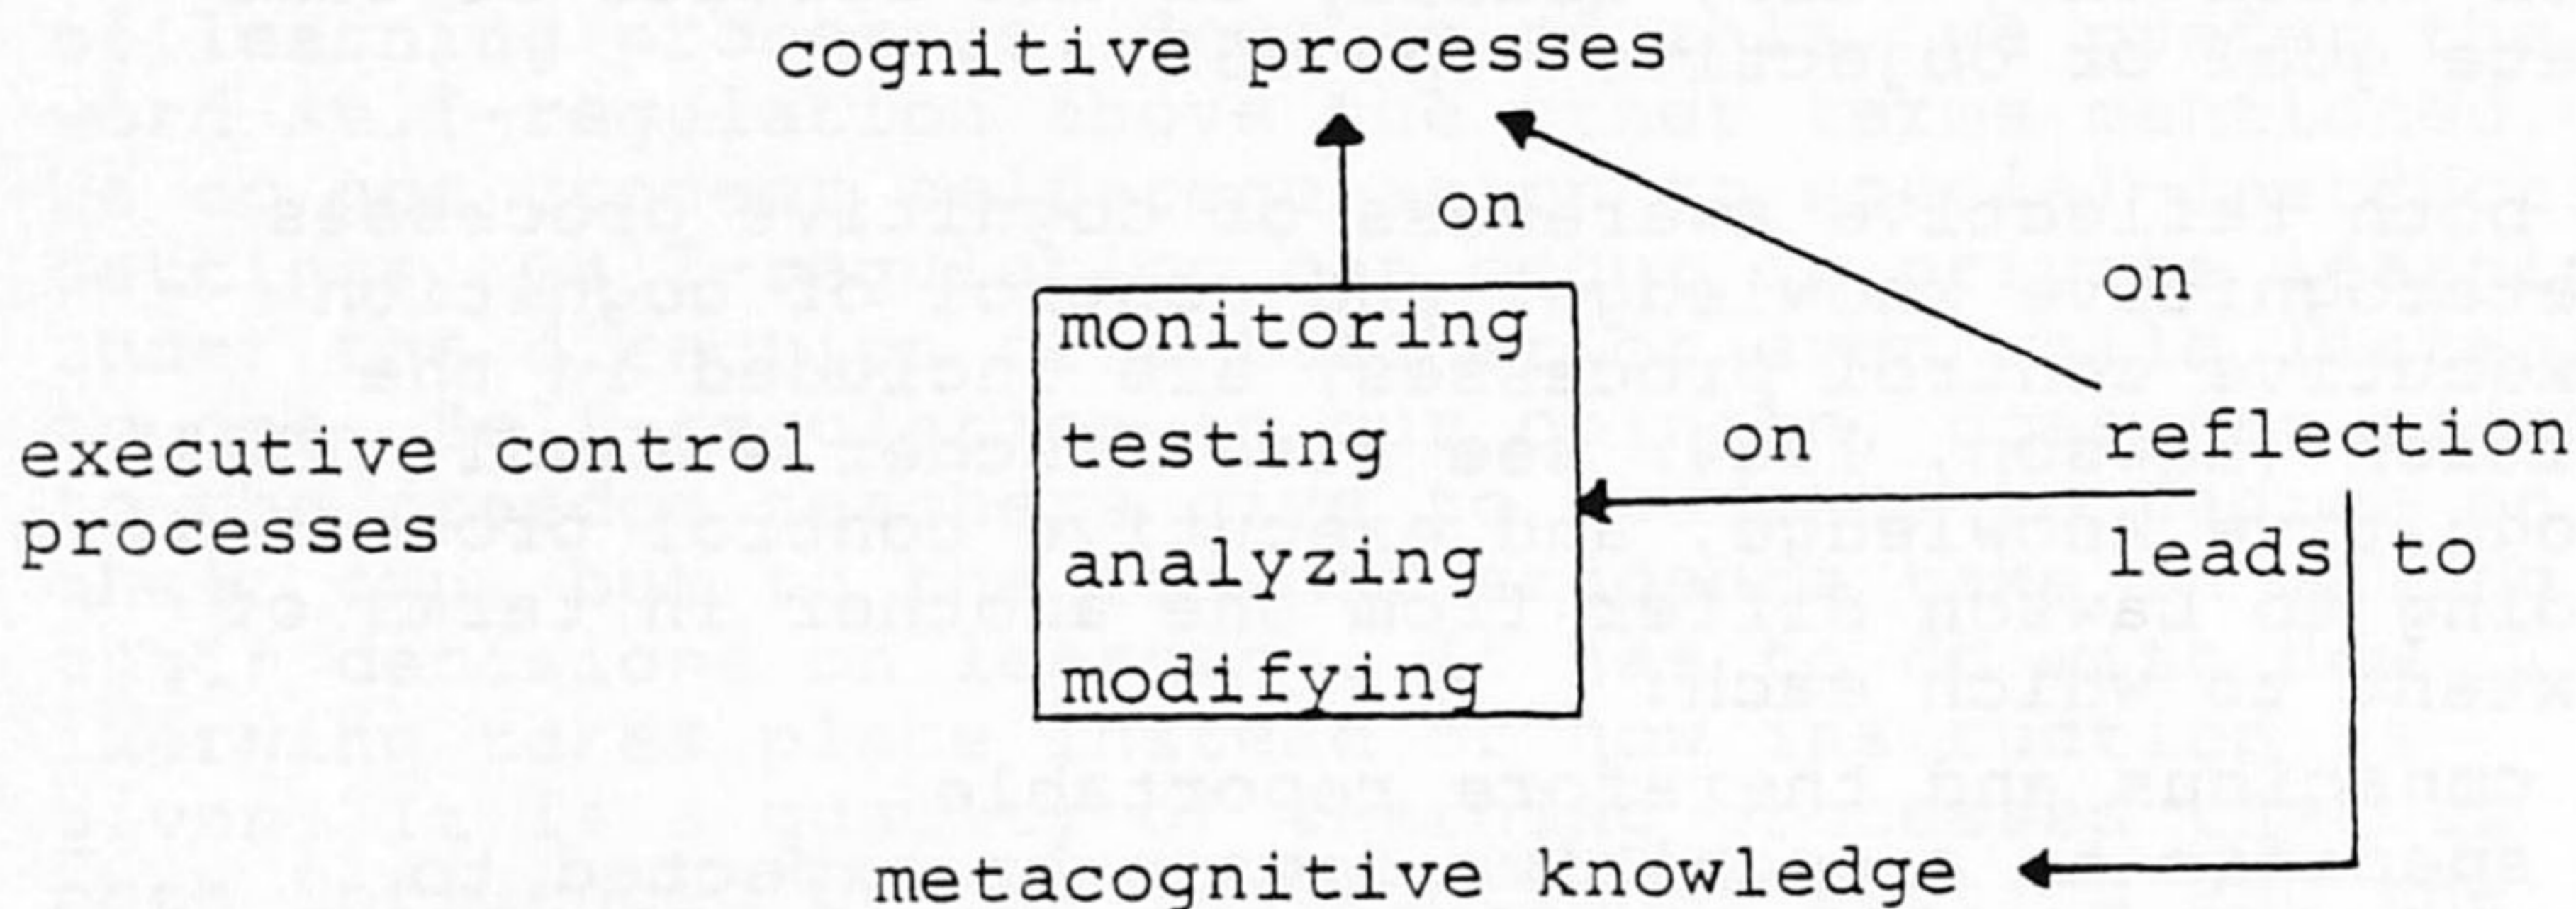 cognitive processes
on
on
monitoring
testing
analyzing
modifying
executive control
processes
on
reflection
leads to
metacognitive knowledge